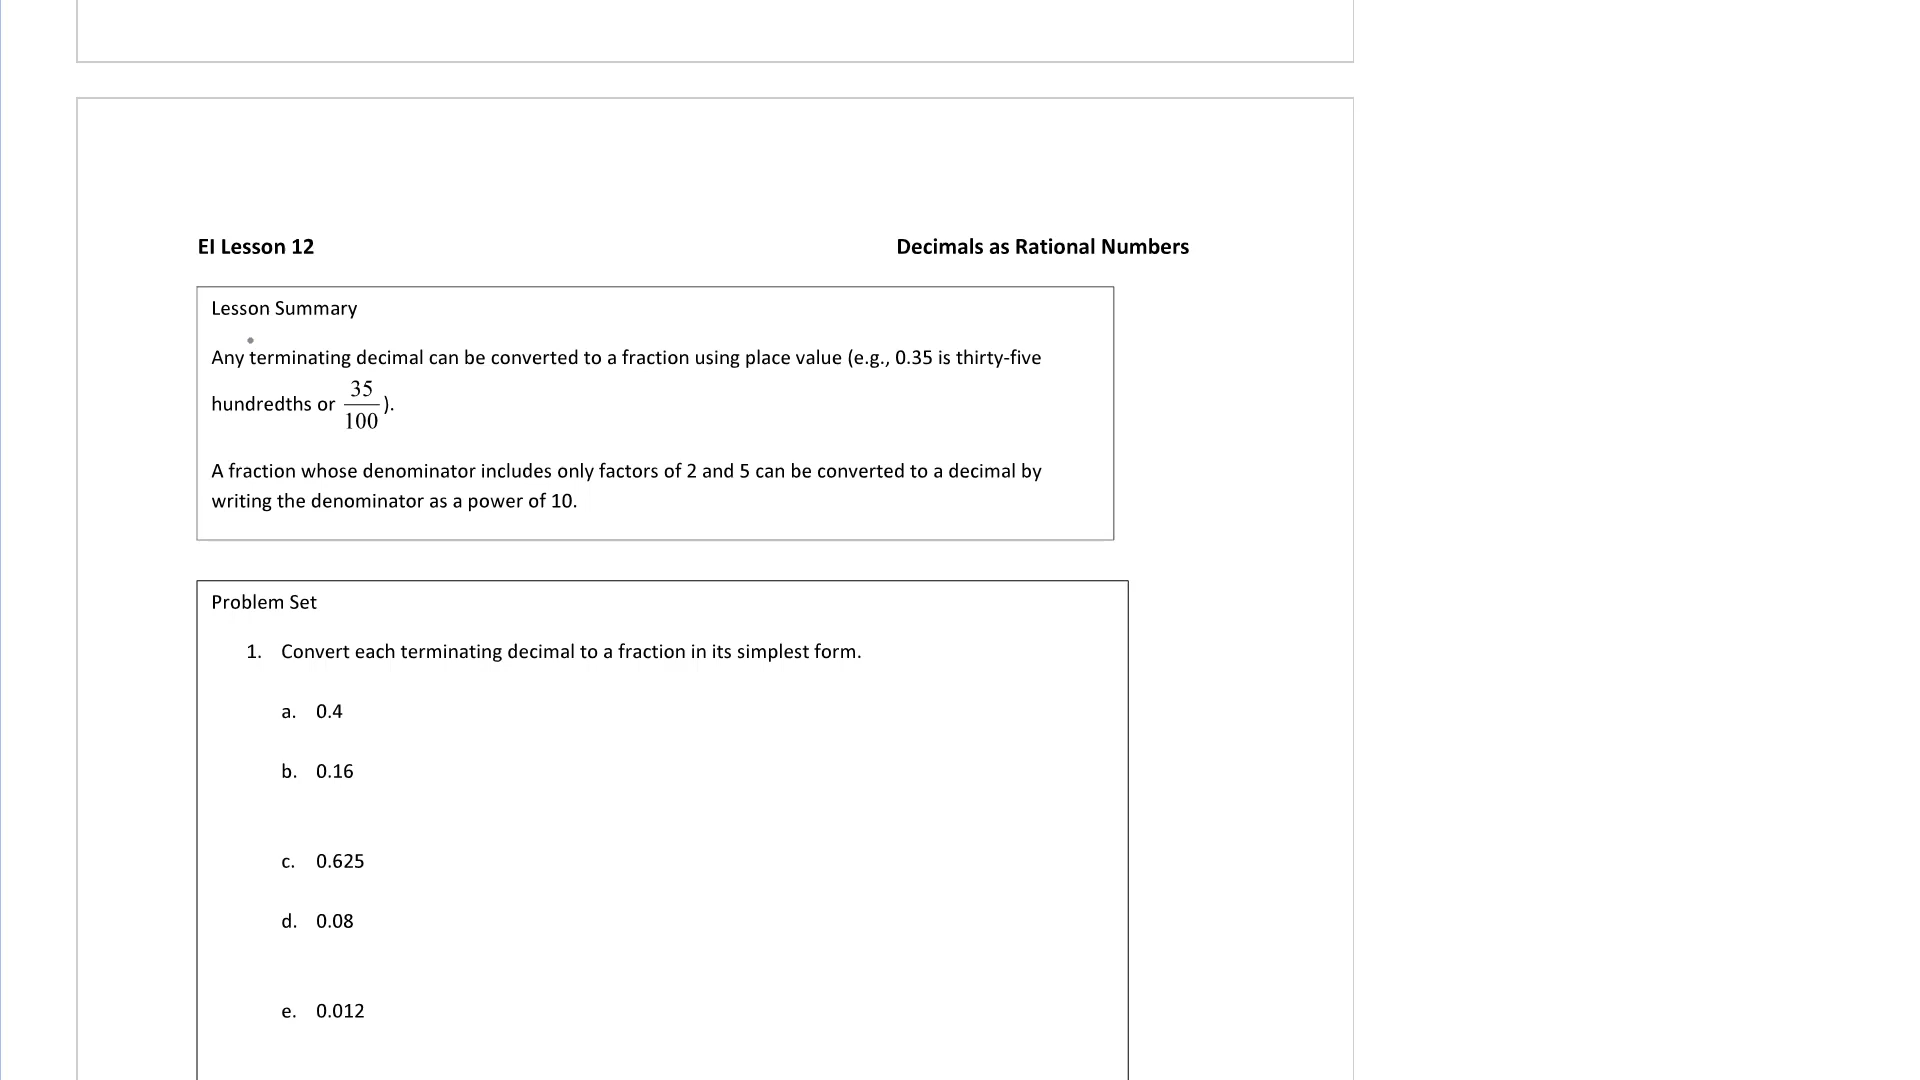 EI Lesson 12 Decimals as Rational Numbers
Lesson Summary
Any terminating decimal can be converted to a fraction using place value (e.g., 0.35 is thirty-five
hundredths or 35/100).
A fraction whose denominator includes only factors of 2 and 5 can be converted to a decimal by
writing the denominator as a power of 10.
Problem Set
1. Convert each terminating decimal to a fraction in its simplest form.
a. 0.4
b. 0.16
c. 0.625
d. 0.08
e. 0.012